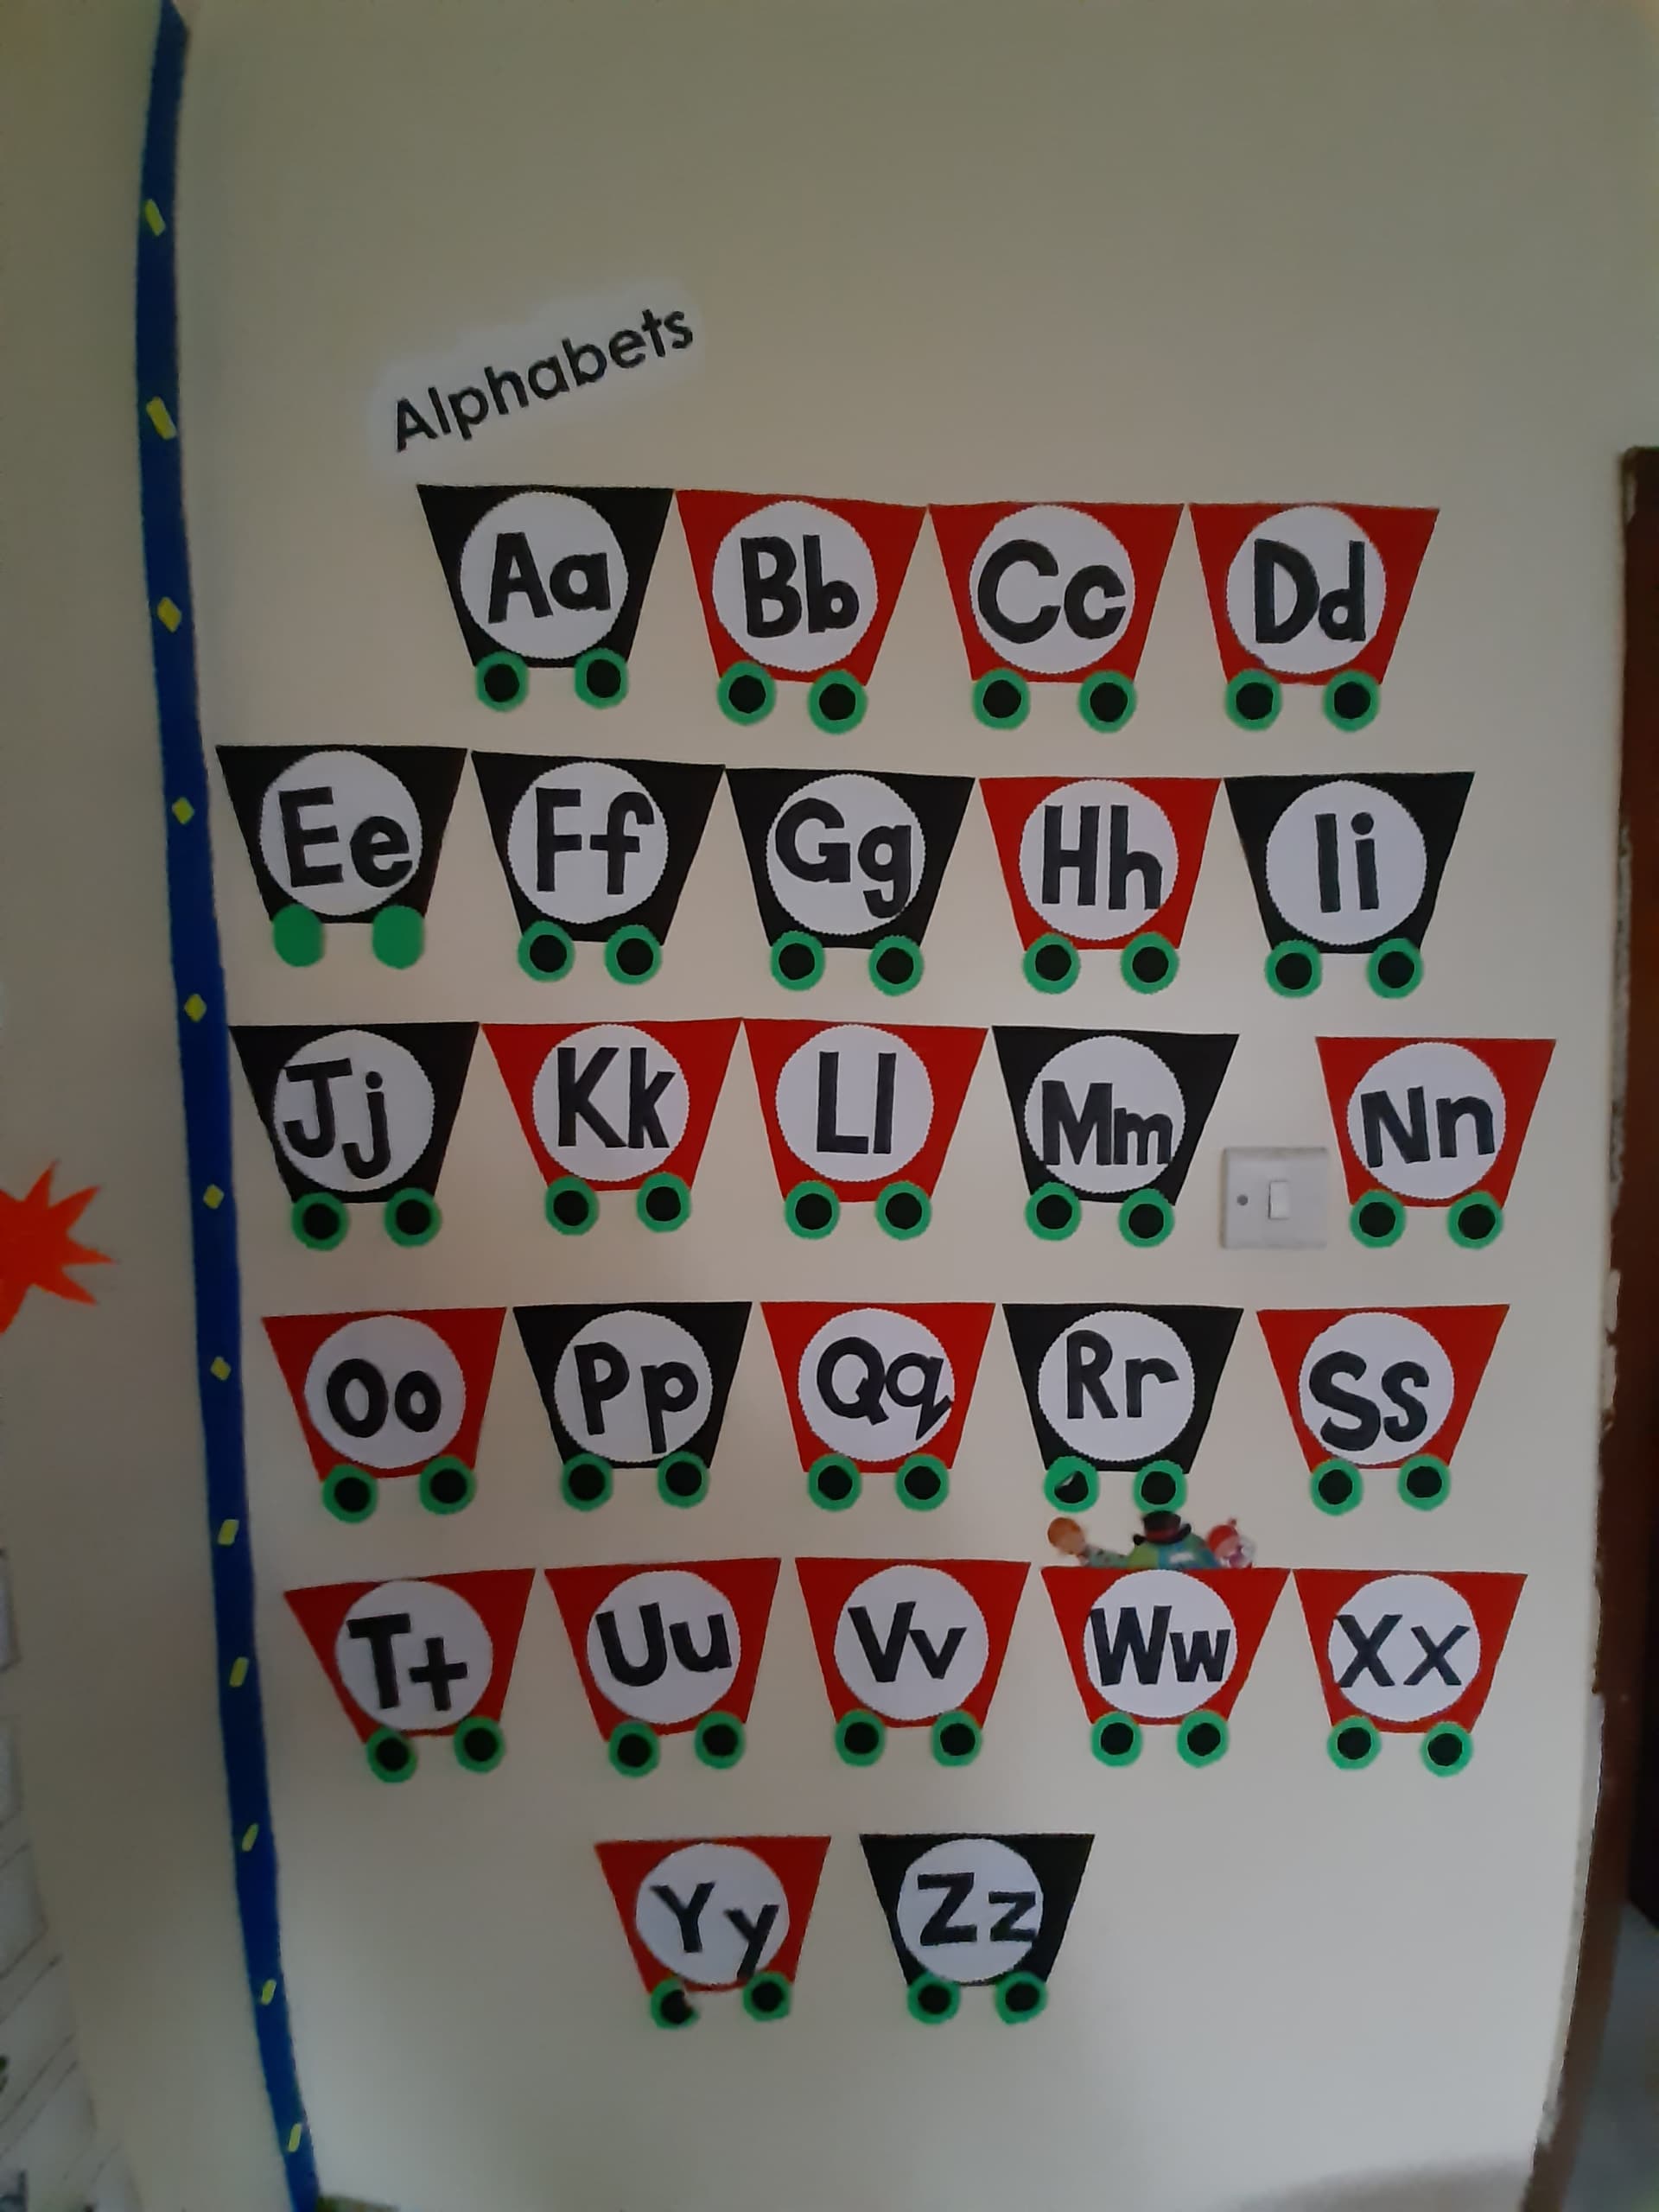 Alphabets
Aa Bb Cc Dd
Ee Ff Gg Hh Ii
Jj Kk Ll Mm Nn
Oo Pp Qq Rr Ss
Tt Uu Vv Ww Xx
Yy Zz